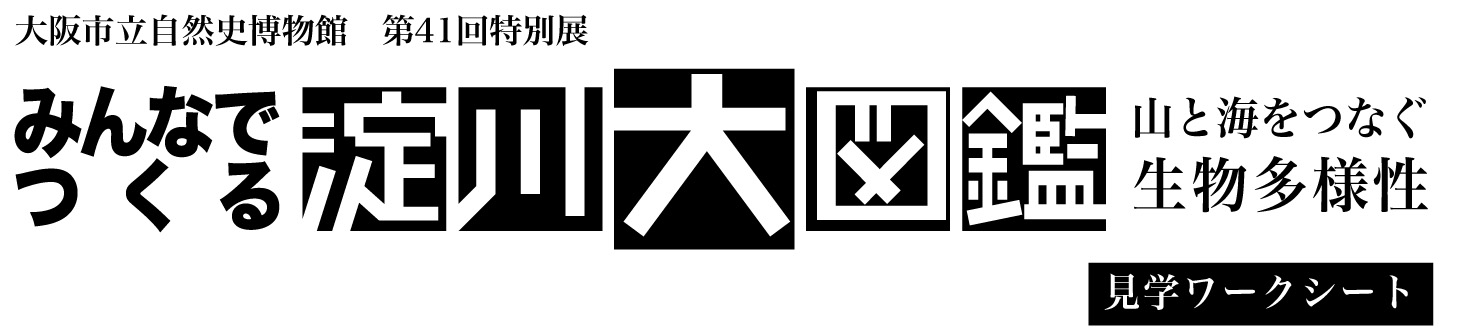 大阪市立自然史博物館　第41回特別展
みんなで
つくる
淀川大図鑑
山と海をつなぐ
生物多様性
見学ワークシート